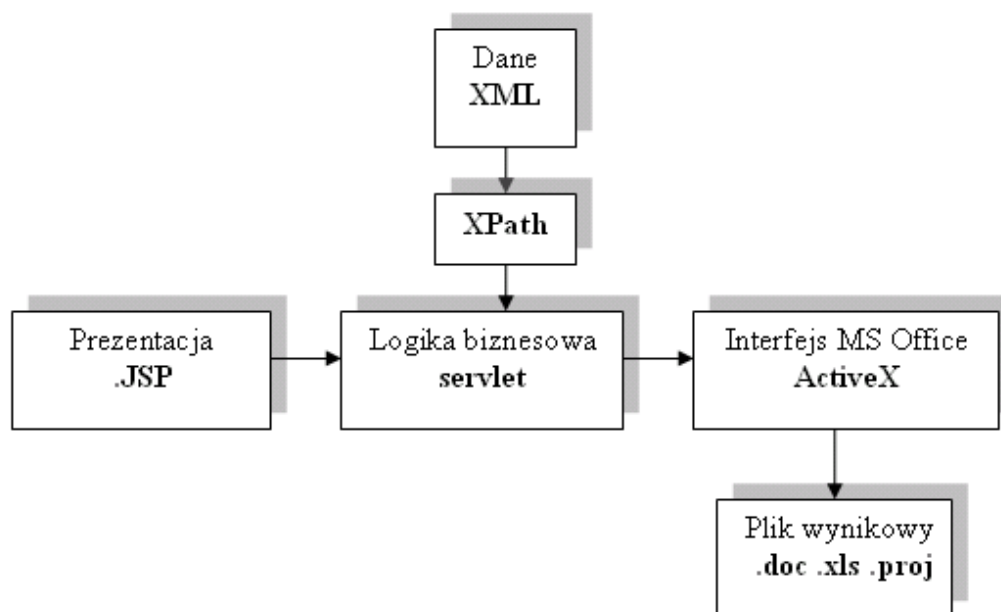 Dane
XML
XPath
Prezentacja
.JSP
Logika biznesowa
servlet
Interfejs MS Office
ActiveX
Plik wynikowy
.doc .xls .proj